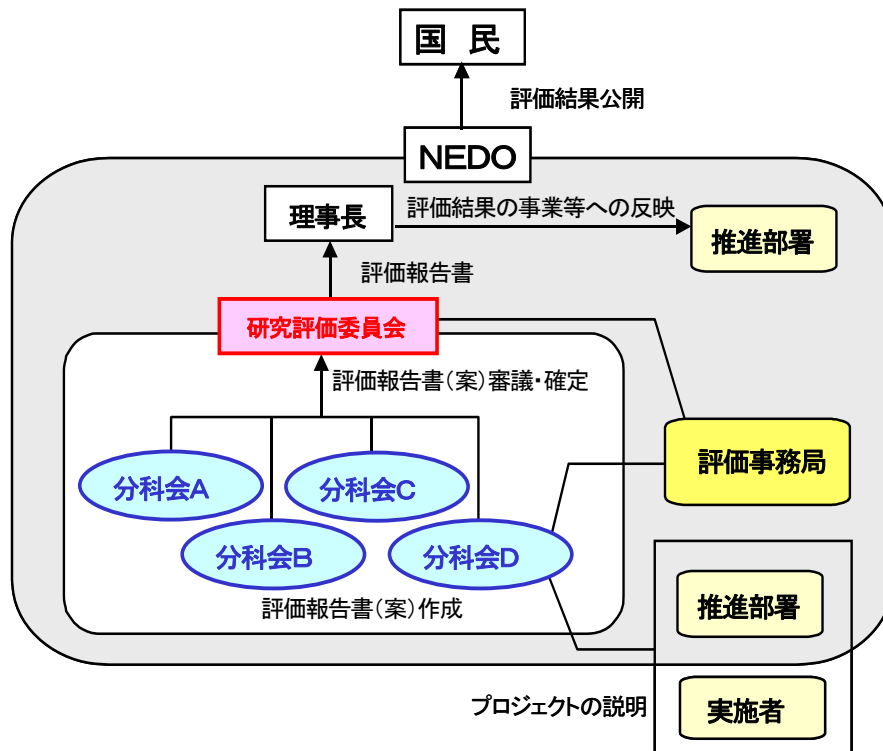 国 民
評価結果公開
NEDO
理事長
評価結果の事業等への反映
推進部署
評価報告書
研究評価委員会
評価報告書(案)審議・確定
評価事務局
分科会A
分科会C
分科会B
分科会D
評価報告書(案)作成
推進部署
プロジェクトの説明
実施者